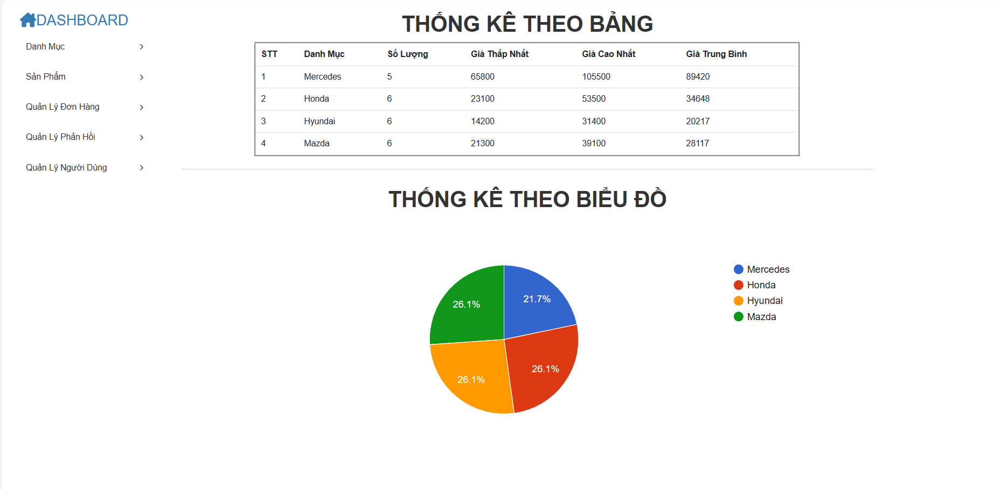 DASHBOARD
Danh Mục
Sản Phẩm
Quản Lý Đơn Hàng
Quản Lý Phản Hồi
Quản Lý Người Dùng
THỐNG KÊ THEO BẢNG
STT Danh Mục Số Lượng Giá Thấp Nhất Giá Cao Nhất Giá Trung Bình
1 Mercedes 5 65800 105500 89420
2 Honda 6 23100 53500 34648
3 Hyundai 6 14200 31400 20217
4 Mazda 6 21300 39100 28117
THỐNG KÊ THEO BIỂU ĐỒ
21.7%
26.1%
26.1%
26.1%
Mercedes
Honda
Hyundai
Mazda